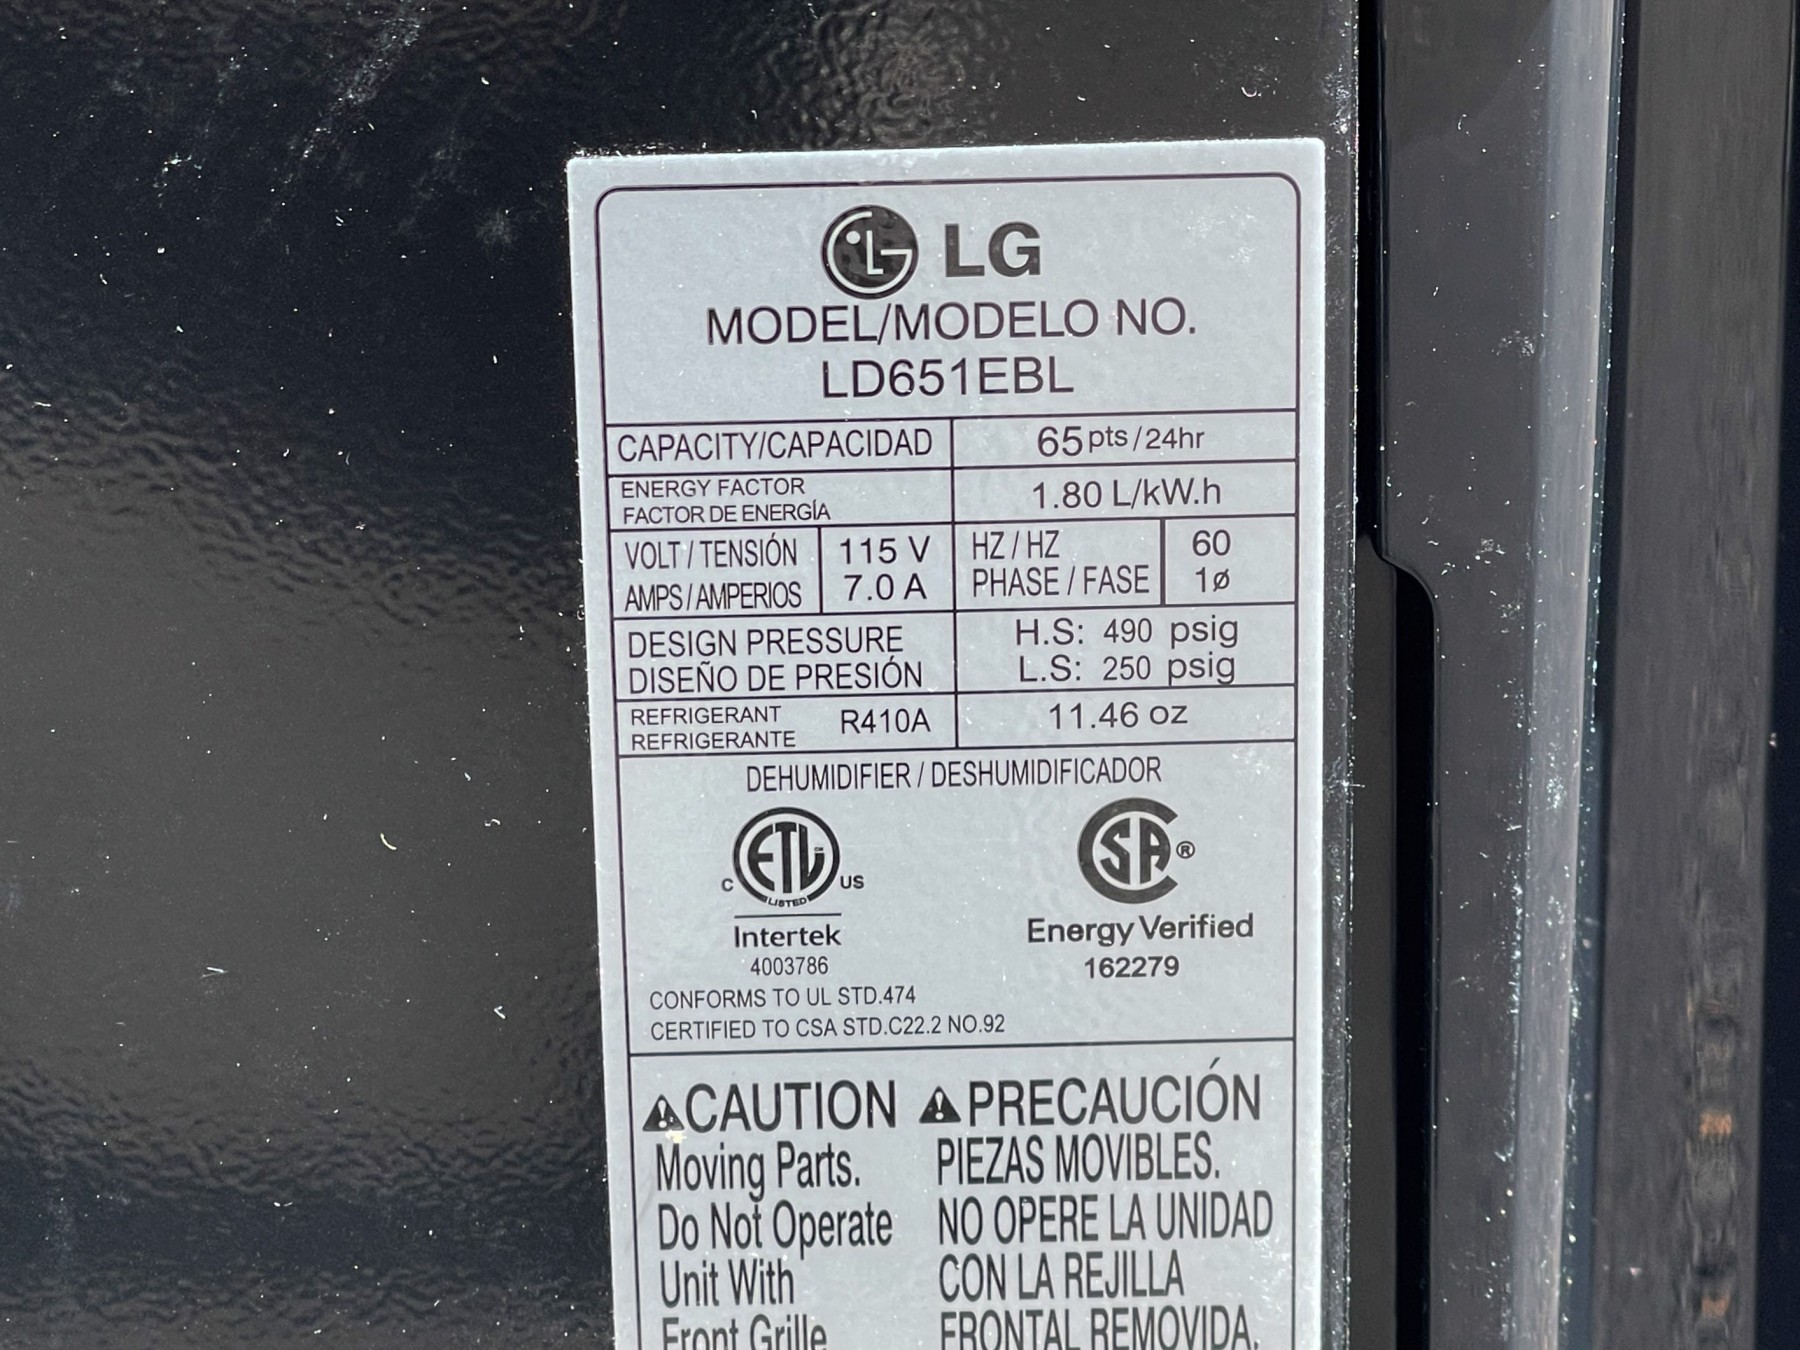 LG
MODEL/MODELO NO.
LD651EBL
CAPACITY/CAPACIDAD 65pts/24hr
ENERGY FACTOR
FACTOR DE ENERGÍA
1.80 L/kW.h
VOLT/TENSIÓN 115 V HZ/HZ 60
AMPS/AMPERIOS 7.0 A PHASE/FASE 1ø
DESIGN PRESSURE H.S: 490 psig
DISEÑO DE PRESIÓN L.S: 250 psig
REFRIGERANT
REFRIGERANTE
R410A 11.46 oz
DEHUMIDIFIER / DESHUMIDIFICADOR
C ETL CM US
LISTED
Intertek
4003786
SA®
Energy Verified
162279
CONFORMS TO UL STD.474
CERTIFIED TO CSA STD.C22.2 NO.92
CAUTION
Moving Parts.
Do Not Operate
Unit With
Front Grille
PRECAUCIÓN
PIEZAS MOVIBLES.
NO OPERE LA UNIDAD
CON LA REJILLA
FRONTAL REMOVIDA.